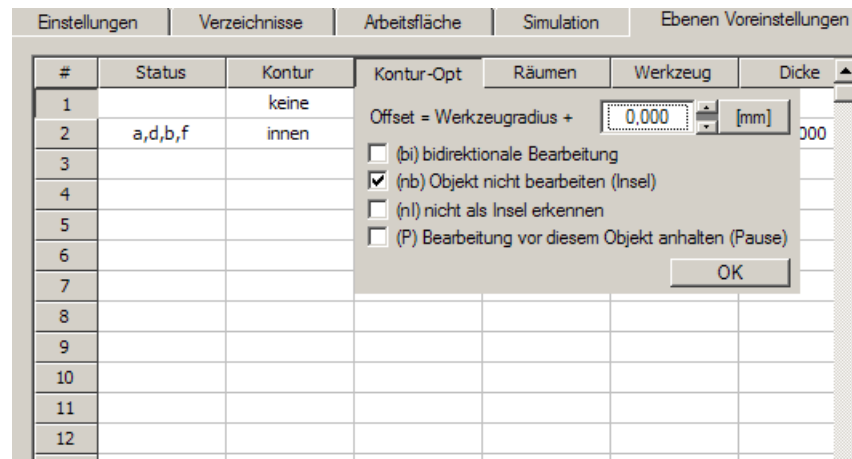 Einstellungen Verzeichnisse Arbeitsfläche Simulation Ebenen Voreinstellungen
# Status Kontur Kontur-Opt Räumen Werkzeug Dicke
1 keine
Offset = Werkzeugradius + 0,000 [mm]
2 a,d,b,f innen 000
(bi) bidirektionale Bearbeitung
3
(nb) Objekt nicht bearbeiten (Insel)
4
(nI) nicht als Insel erkennen
5
(P) Bearbeitung vor diesem Objekt anhalten (Pause)
6
OK
7
8
9
10
11
12